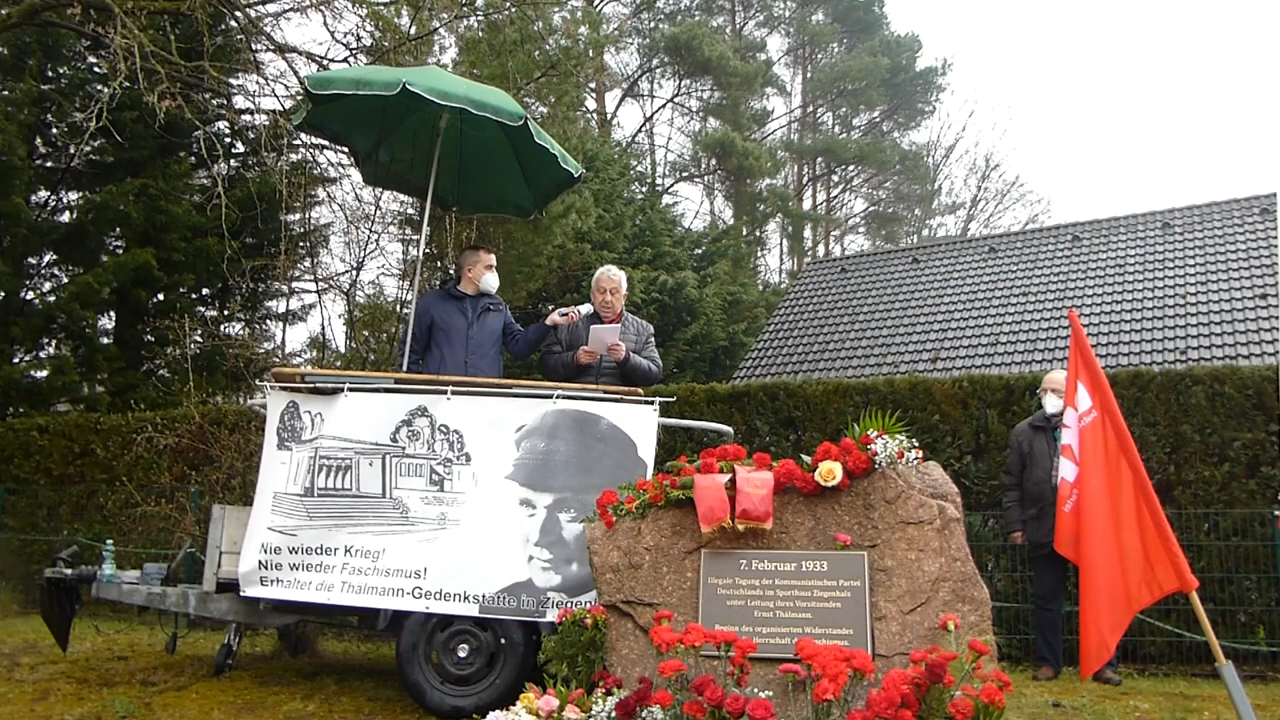 Nie wieder Krieg!
Nie wieder Faschismus!
Erhaltet die Thälmann-Gedenkstätte in
7. Februar 1933
Illegale Tagung der Kommunistischen Partei
Deutschlands im Sporthaus Ziegenhals
unter Leitung ihres Vorsitzenden
Ernst Thälmann.
Beginn des organisierten Widerstandes
Herrschaft